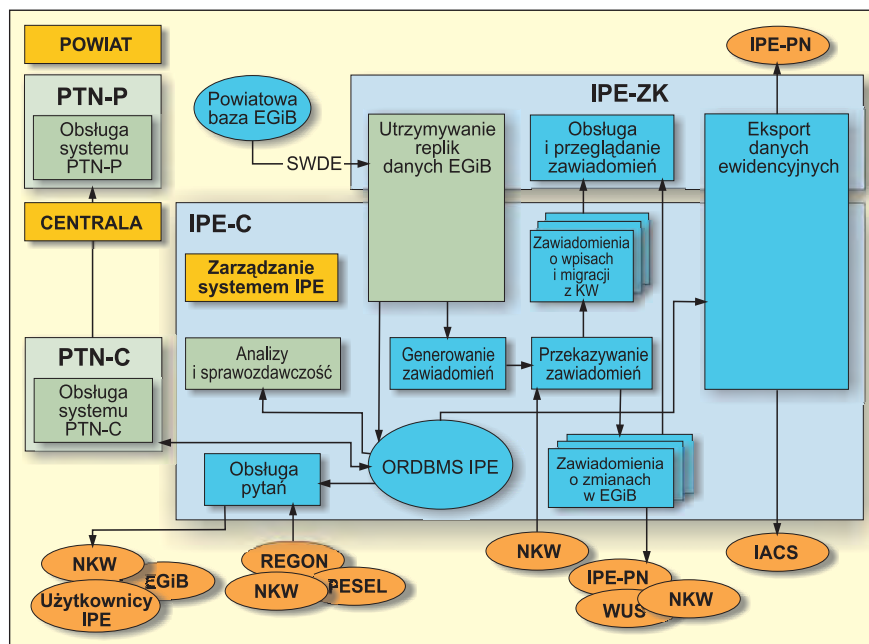 POWIAT
PTN-P
Obsługa
systemu
PTN-P
CENTRALA
PTN-C
Obsługa
systemu
PTN-C
Powiatowa
baza EGiB
SWDE
IPE-ZK
IPE-PN
Utrzymywanie
replik
danych EGiB
Obsługa
i przeglądanie
zawiadomień
Eksport
danych
ewidencyjnych
IPE-C
Zarządzanie
systemem IPE
Zawiadomienia
o wpisach
i migracji
z KW
Analizy
i sprawozdawczość
Generowanie
zawiadomień
Przekazywanie
zawiadomień
Obsługa
pytań
ORDBMS IPE
Zawiadomienia
o zmianach
w EGiB
NKW
EGiB
Użytkownicy
IPE
REGON
NKW
PESEL
NKW
IPE-PN
WUS
NKW
IACS